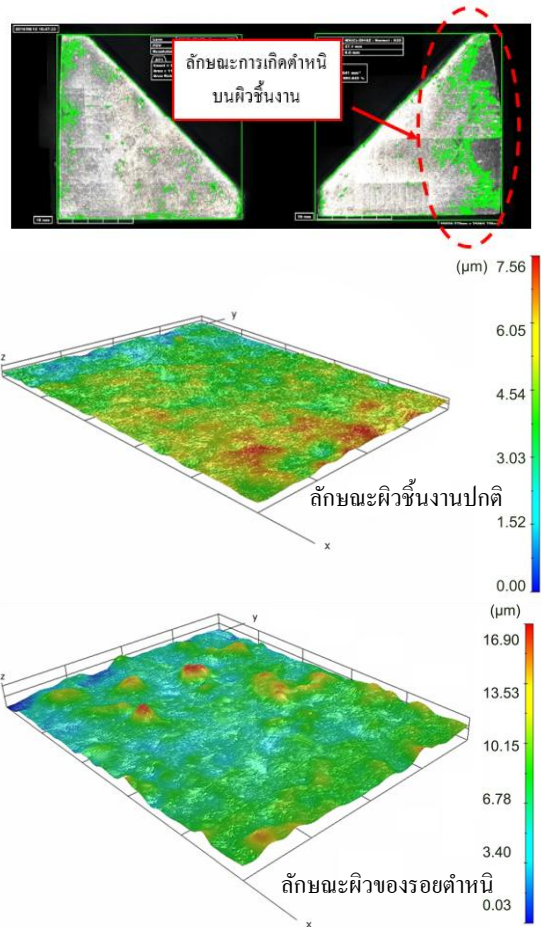 ลักษณะการเกิดตำหนิ
บนผิวชิ้นงาน
10 mm
(µm) 7.56
6.05
4.54
3.03
1.52
0.00
z
y
x
ลักษณะผิวชิ้นงานปกติ
(µm)
16.90
13.53
10.15
6.78
3.40
0.03
z
y
x
ลักษณะผิวของรอยตำหนิ